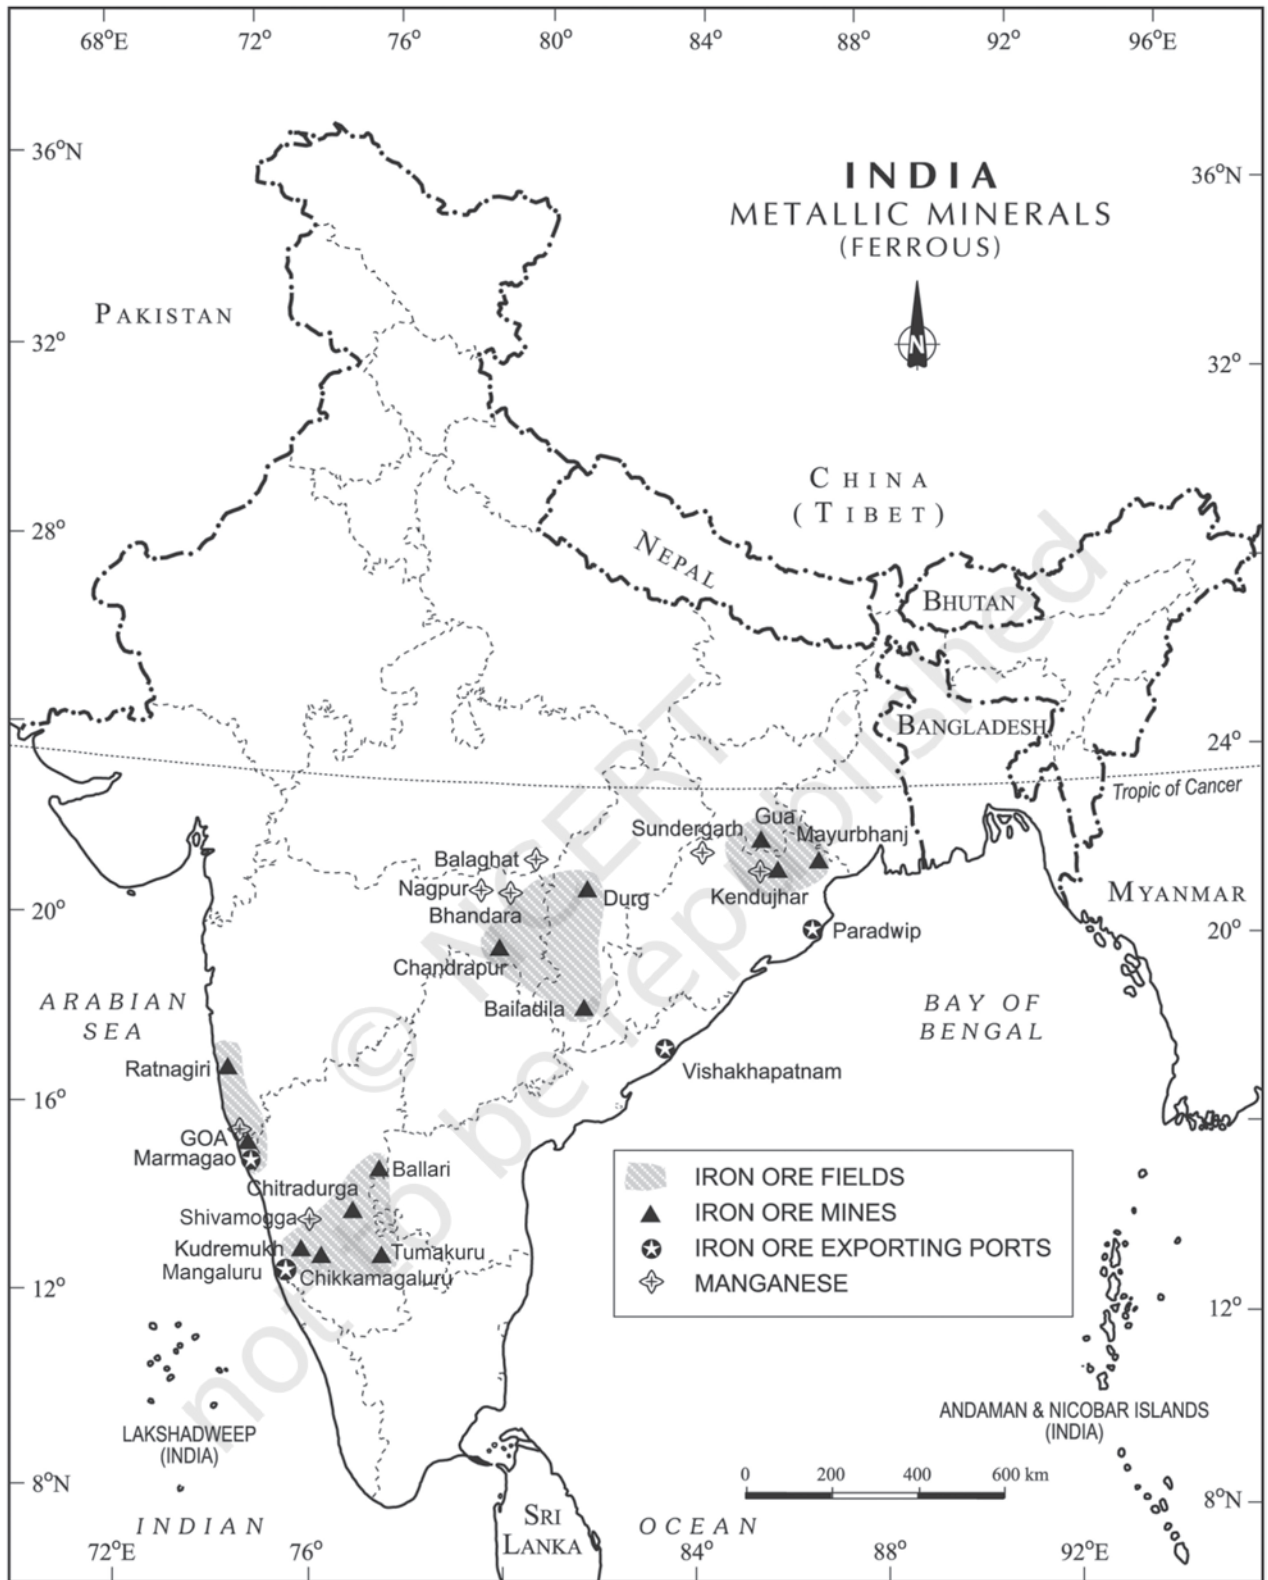 68°E 72° 76° 80° 84° 88° 92° 96°E
36°N
INDIA
METALLIC MINERALS
(FERROUS)
36°N
N
PAKISTAN
32°
32°
CHINA
(TIBET)
28°
NEPAL
BHUTAN
BANGLADESH
24°
Tropic of Cancer
Sundergarh
Gua
Mayurbhanj
Balaghat
Nagpur
Bhandara
Durg
Kendujhar
MYANMAR
20°
Paradwip
20°
Chandrapur
Bailadila
ARABIAN
SEA
BAY OF
BENGAL
Ratnagiri
Vishakhapatnam
16°
GOA
Marmagao
Ballari
Chitradurga
Shivamogga
Kudremukh
Tumakuru
Mangaluru
Chikkamagaluru
12°
IRON ORE FIELDS
IRON ORE MINES
IRON ORE EXPORTING PORTS
MANGANESE
12°
LAKSHADWEEP
(INDIA)
ANDAMAN & NICOBAR ISLANDS
(INDIA)
0 200 400 600 km
8°N
8°N
SRI
LANKA
INDIAN OCEAN
72°E 76° 84° 88° 92°E
© NCERT
not to be republished